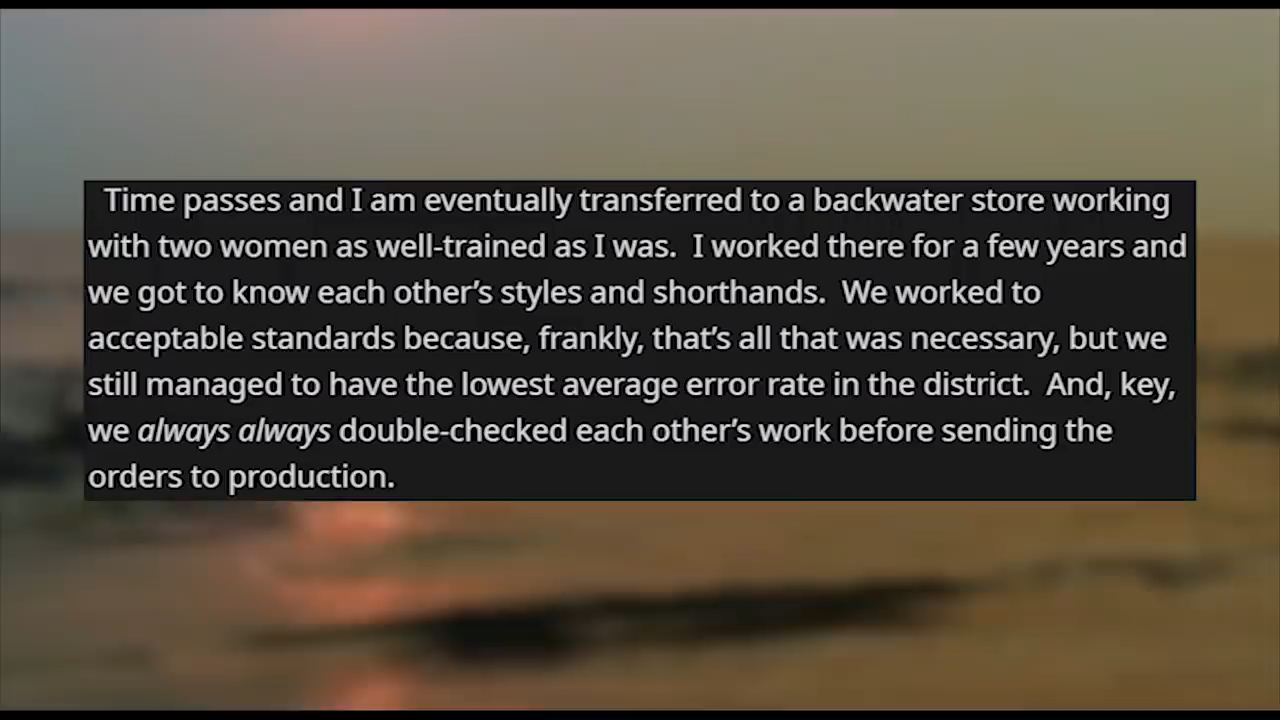 Time passes and I am eventually transferred to a backwater store working
with two women as well-trained as I was.  I worked there for a few years and
we got to know each other’s styles and shorthands.  We worked to
acceptable standards because, frankly, that’s all that was necessary, but we
still managed to have the lowest average error rate in the district.  And, key,
we always always double-checked each other’s work before sending the
orders to production.